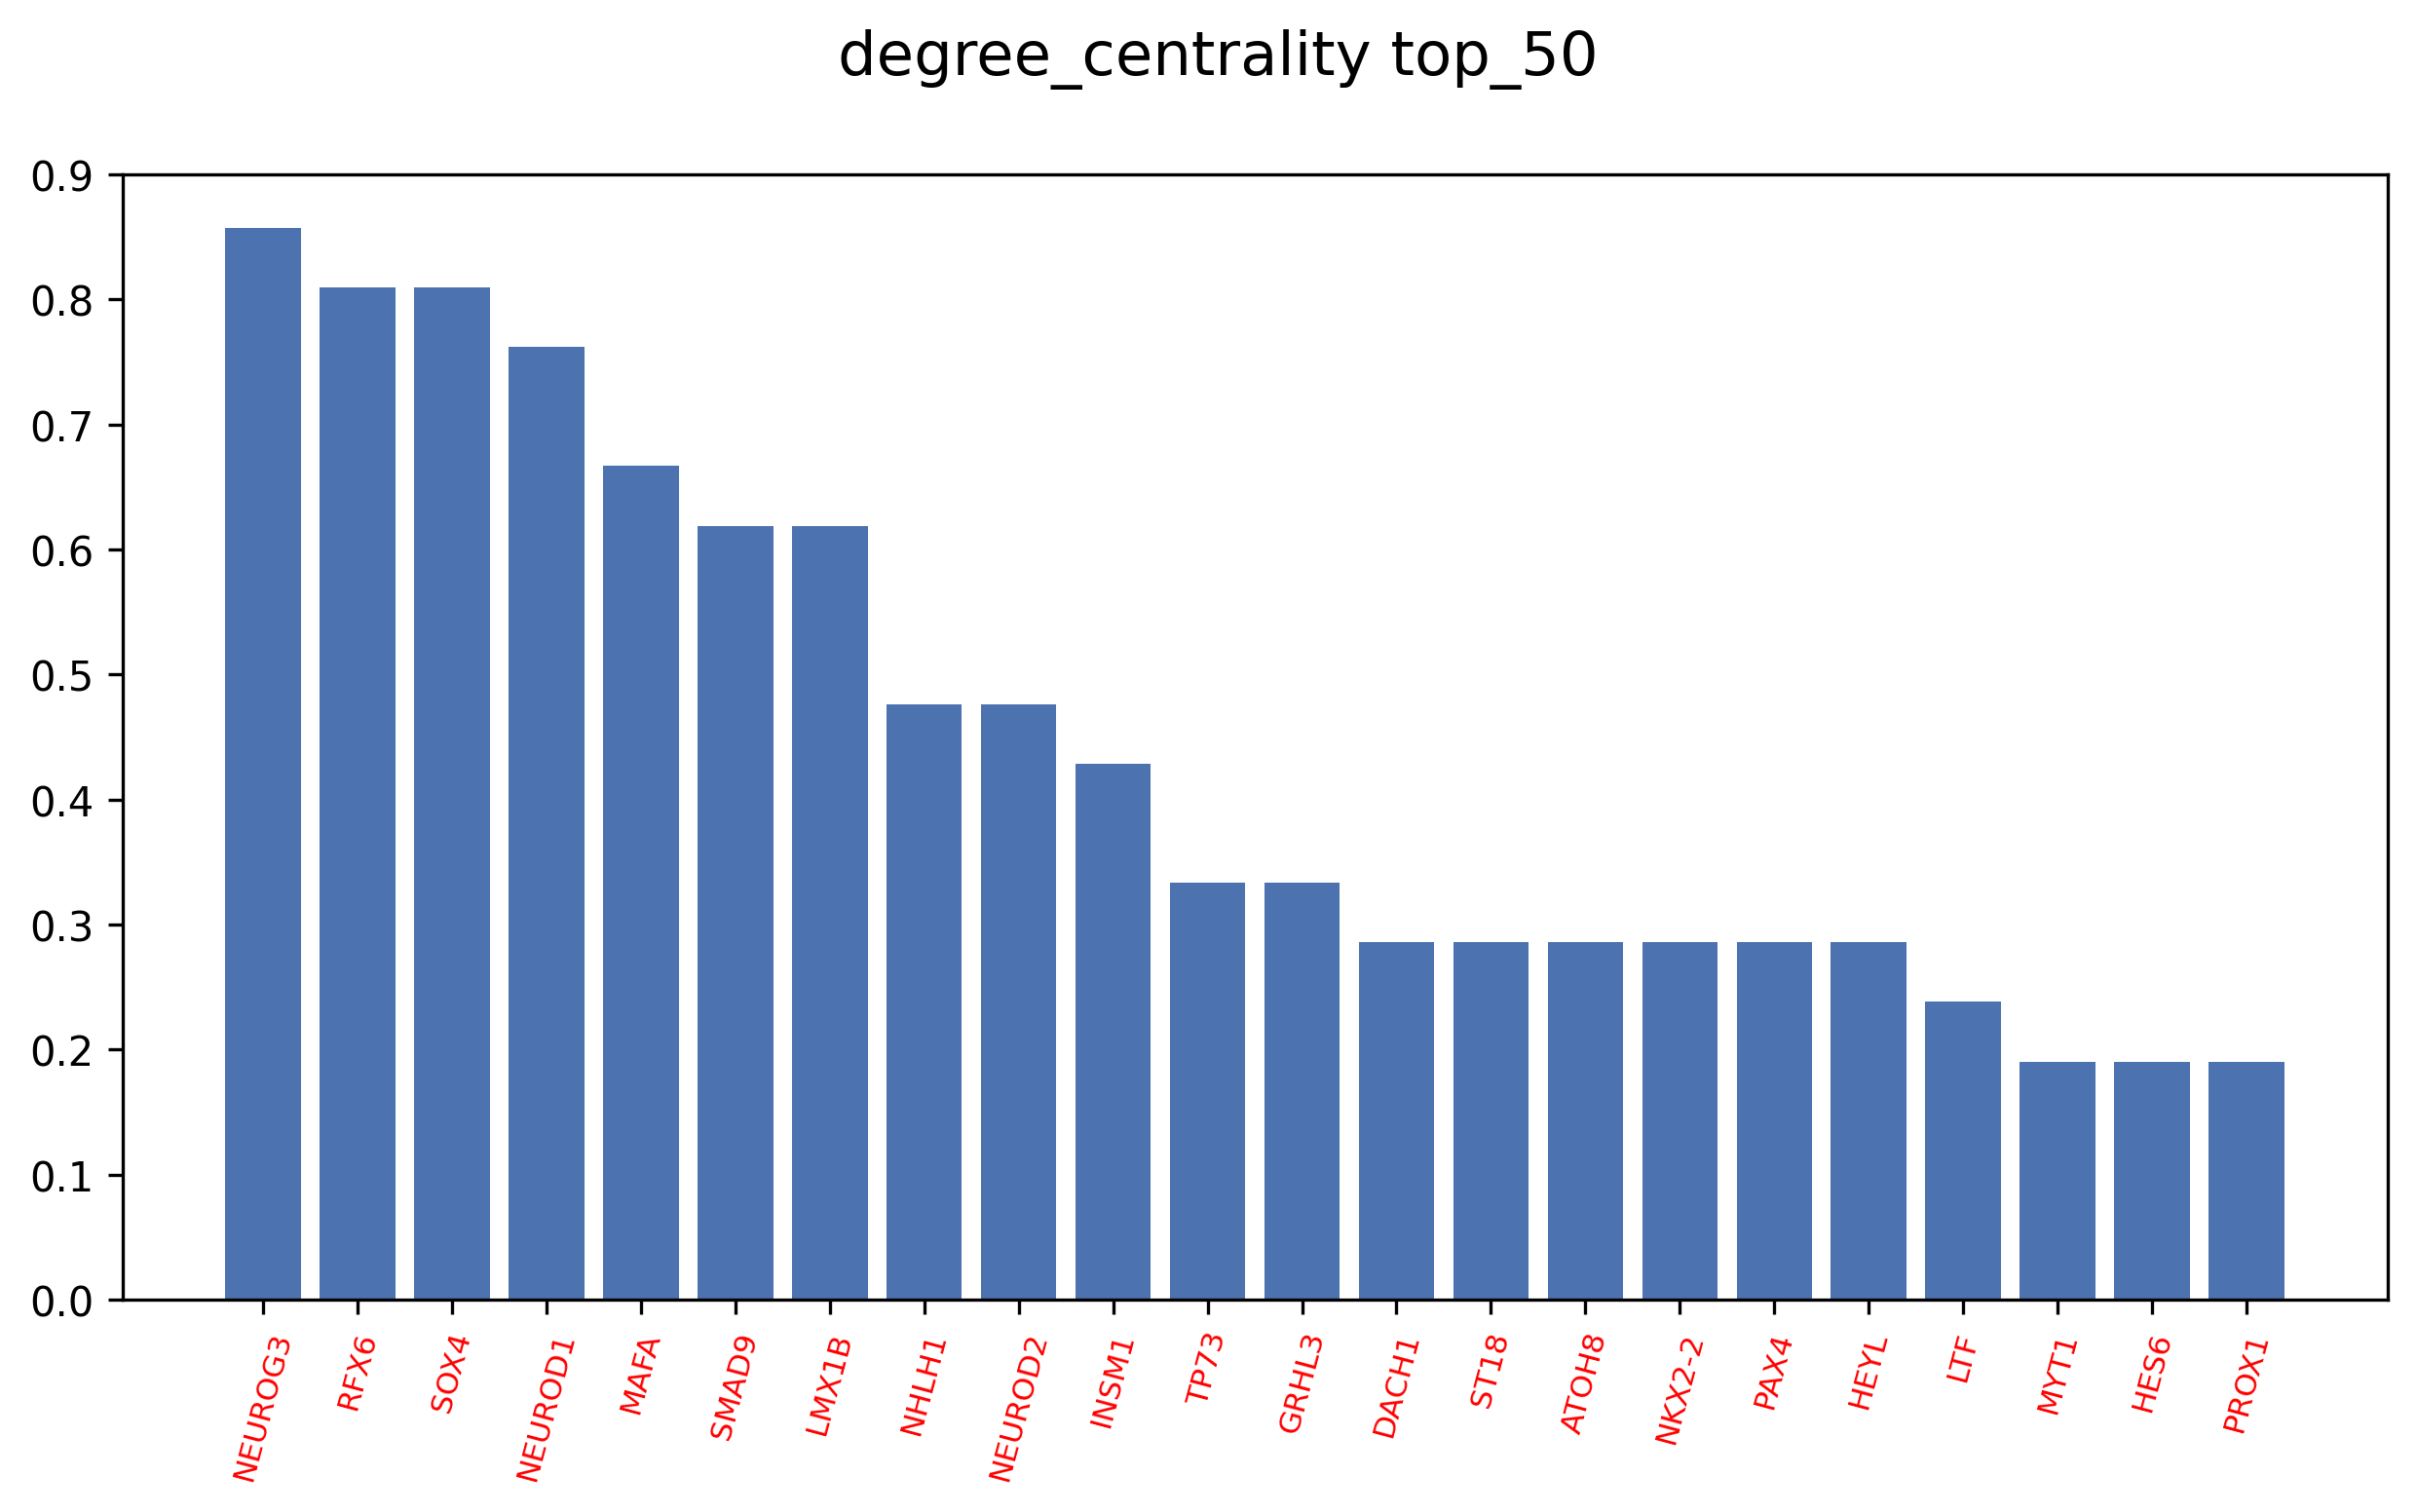 degree_centrality top_50
0.9
0.8
0.7
0.6
0.5
0.4
0.3
0.2
0.1
0.0
NEUROG3
RFX6
SOX4
NEUROD1
MAFA
SMAD9
LMX1B
NHLH1
NEUROD2
INSM1
TP73
GRHL3
DACH1
ST18
ATOH8
NKX2-2
PAX4
HEYL
LTF
MYT1
HES6
PROX1